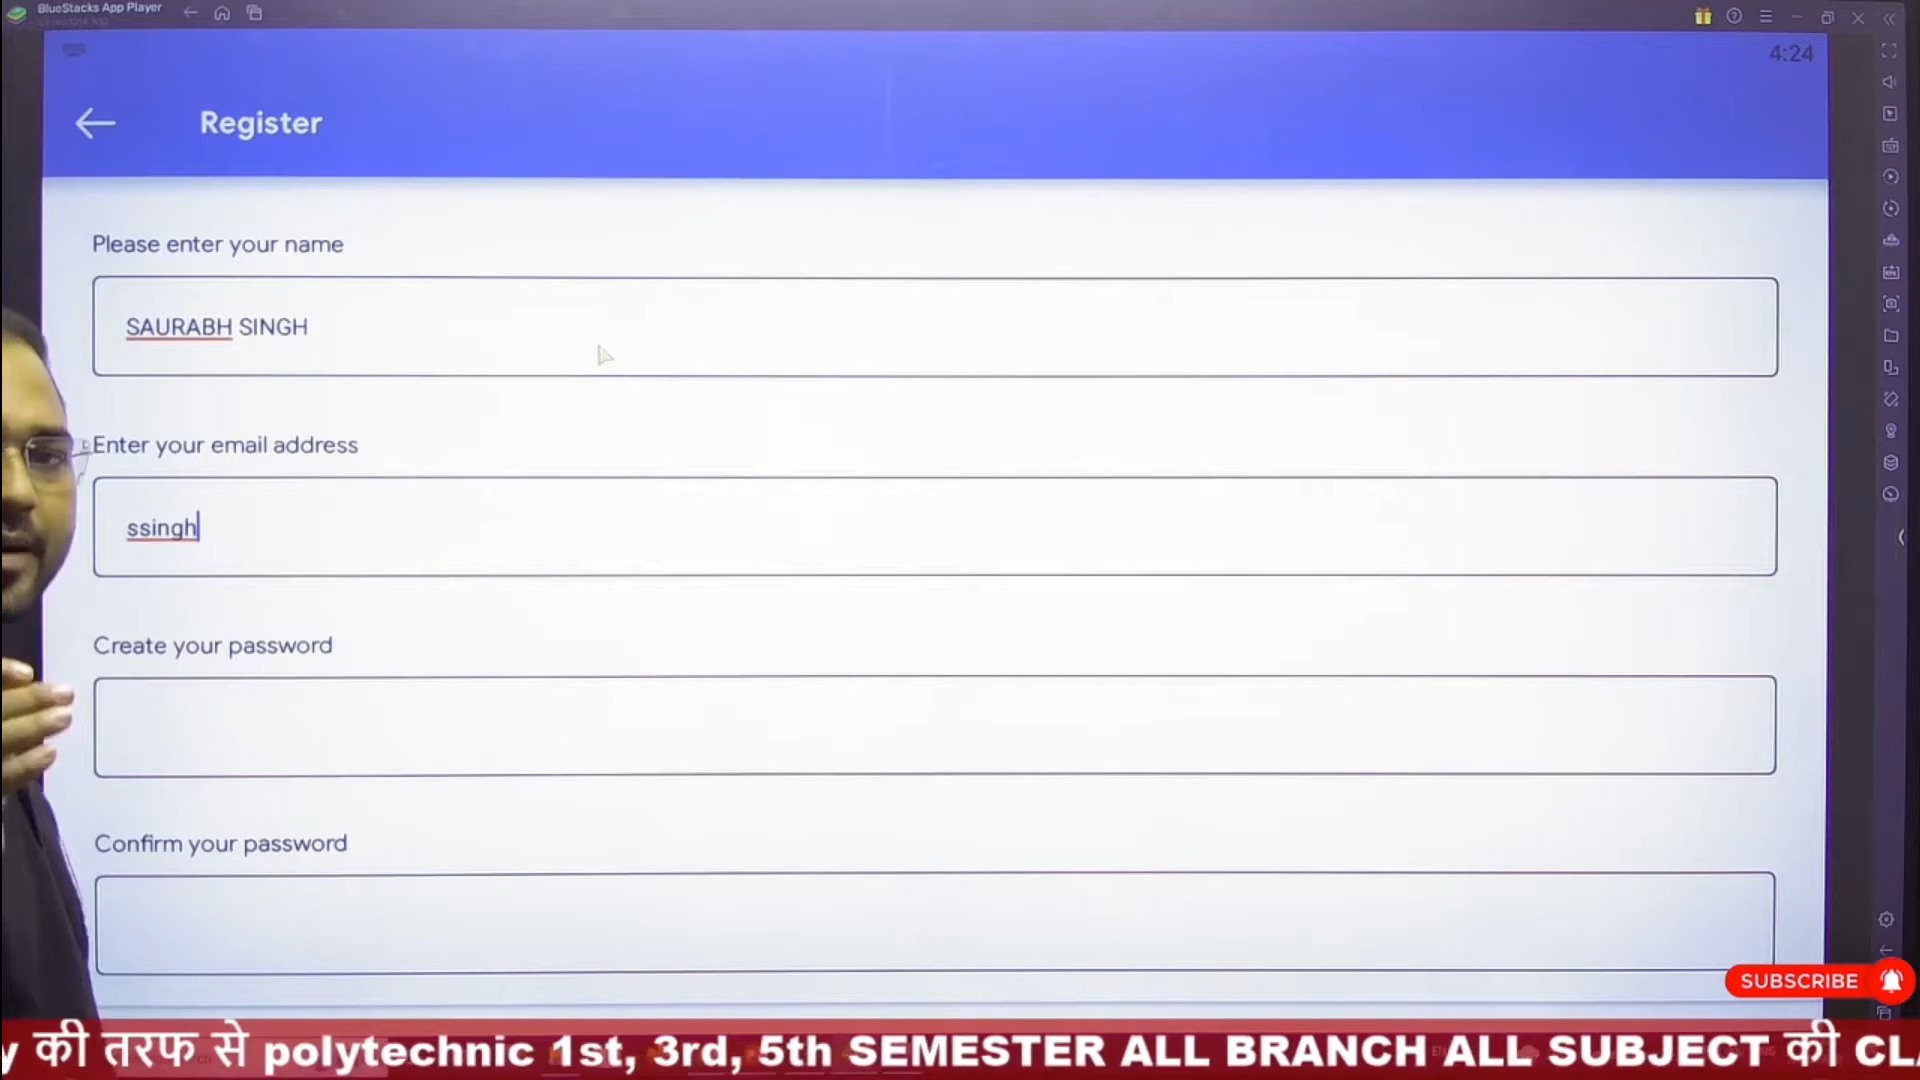 BlueStacks App Player
4:24
Register
Please enter your name
SAURABH SINGH
Enter your email address
ssingh
Create your password
Confirm your password
SUBSCRIBE
y की तरफ से polytechnic 1st, 3rd, 5th SEMESTER ALL BRANCH ALL SUBJECT की CLA